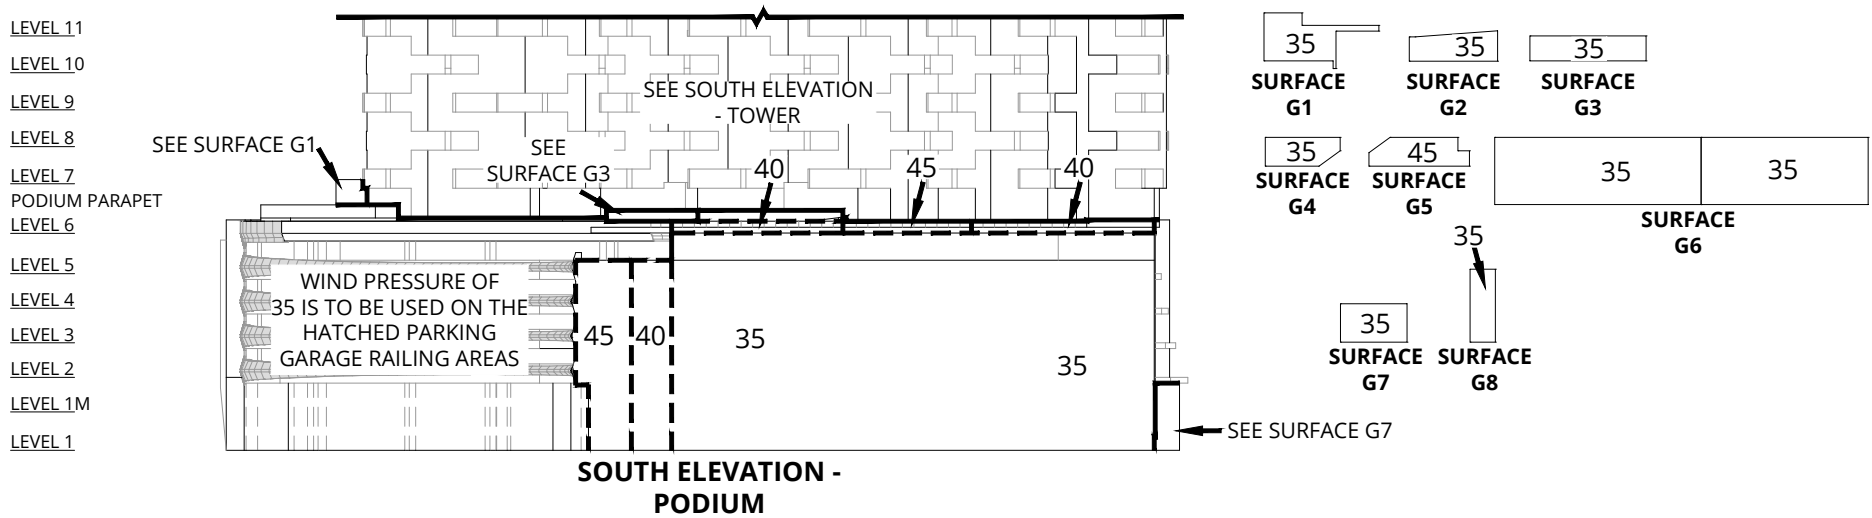 LEVEL 11
LEVEL 10
LEVEL 9
LEVEL 8
LEVEL 7
PODIUM PARAPET
LEVEL 6
LEVEL 5
LEVEL 4
LEVEL 3
LEVEL 2
LEVEL 1M
LEVEL 1
SEE SOUTH ELEVATION
- TOWER
SEE SURFACE G1
SEE
SURFACE G3
40
45
40
WIND PRESSURE OF
35 IS TO BE USED ON THE
HATCHED PARKING
GARAGE RAILING AREAS
45
40
35
35
SEE SURFACE G7
SOUTH ELEVATION -
PODIUM
35
SURFACE
G1
35
SURFACE
G2
35
SURFACE
G3
35
SURFACE
G4
45
SURFACE
G5
35
35
SURFACE
G6
35
SURFACE
G7
35
SURFACE
G8